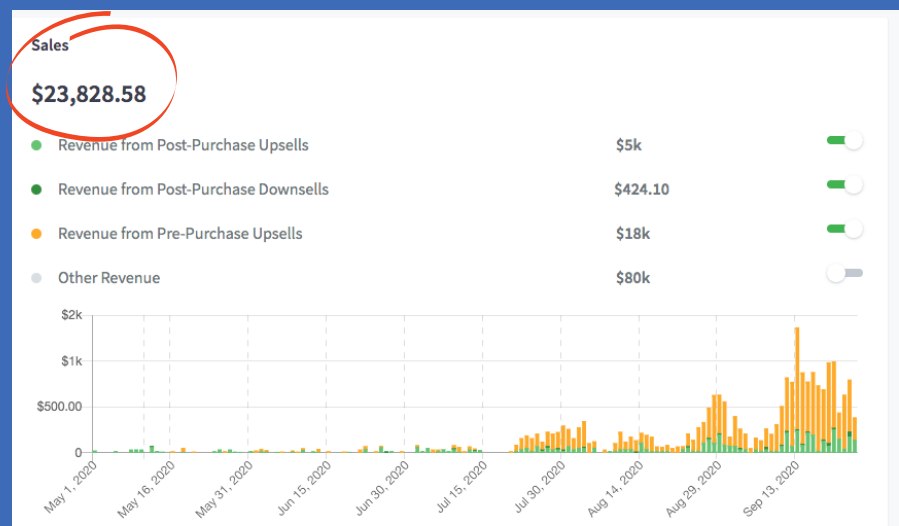 Sales
$23,828.58
Revenue from Post-Purchase Upsells $5k
Revenue from Post-Purchase Downsells $424.10
Revenue from Pre-Purchase Upsells $18k
Other Revenue $80k
$2k
$1k
$500.00
0
May 1, 2020 May 16, 2020 May 31, 2020 Jun 15, 2020 Jun 30, 2020 Jul 15, 2020 Jul 30, 2020 Aug 14, 2020 Aug 29, 2020 Sep 13, 2020